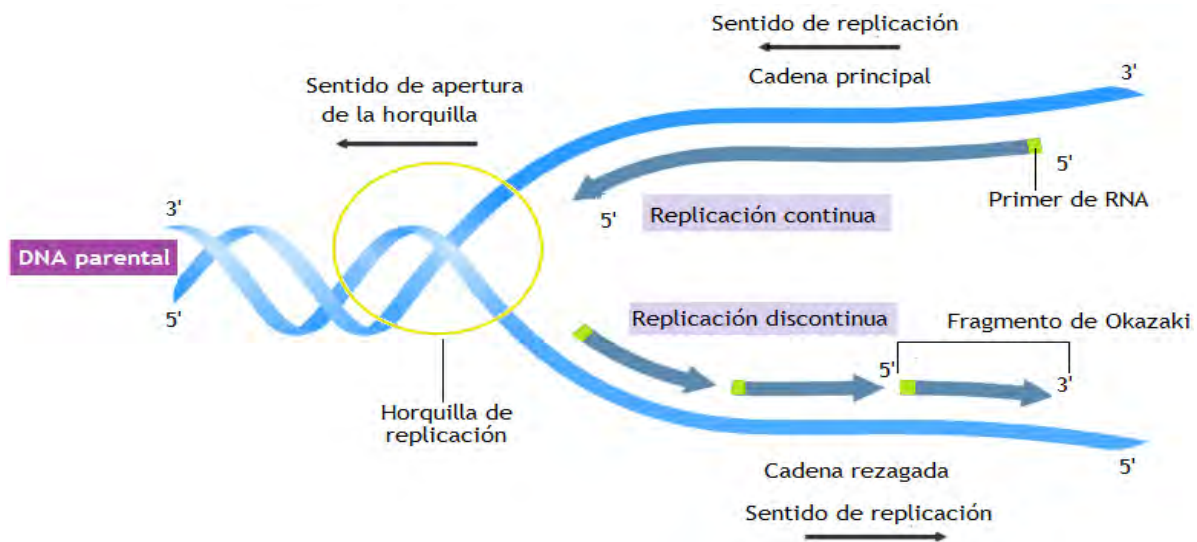 Sentido de replicación
Cadena principal
3'
Sentido de apertura
de la horquilla
5'
Primer de RNA
3'
5'
Replicación continua
DNA parental
5'
Replicación discontinua
Fragmento de Okazaki
5'
3'
Horquilla de
replicación
Cadena rezagada
5'
Sentido de replicación